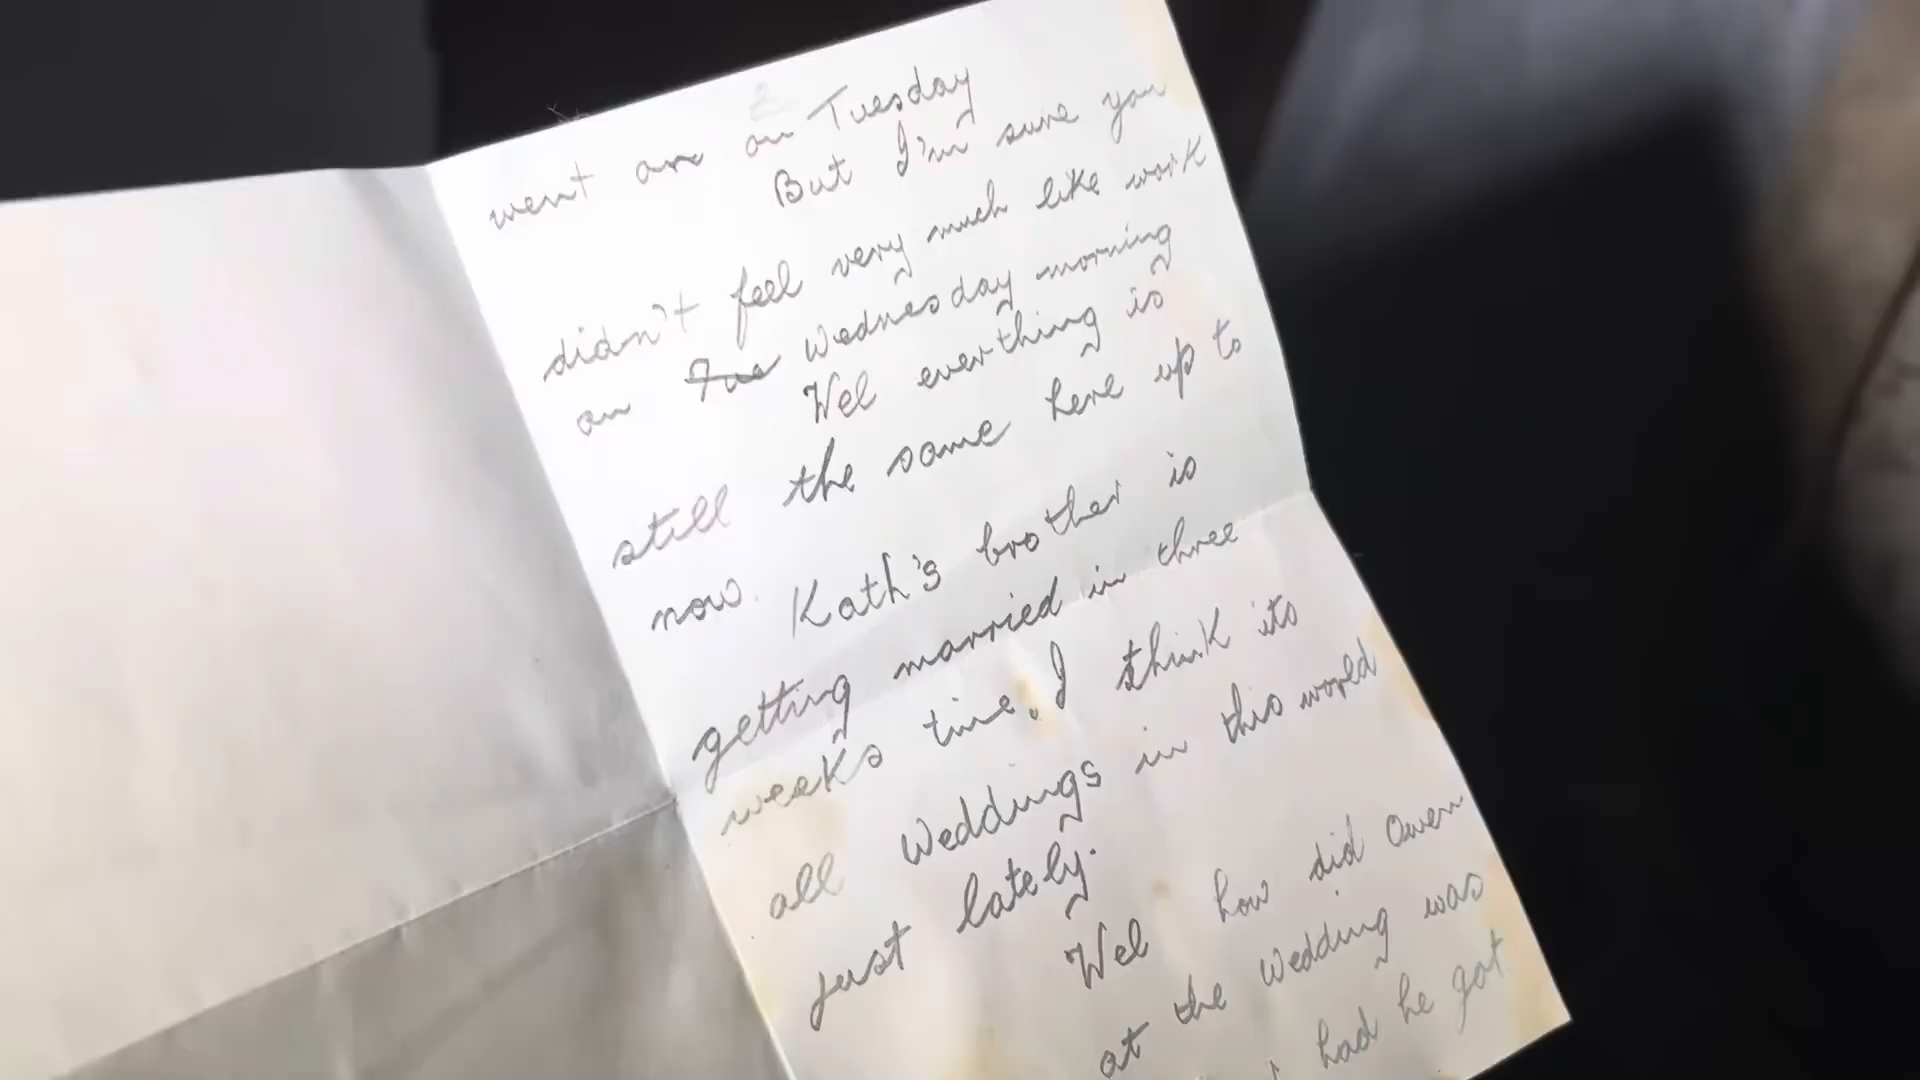 2
went on on Tuesday
But I'm sure you
didn't feel very much like work
on Wednesday morning
Wel everthing is
still the same here up to
now. Kath's brother is
getting married in three
weeks time. I think its
all Weddings in this world
just lately.
Wel how did Owen
at the Wedding was
had he got